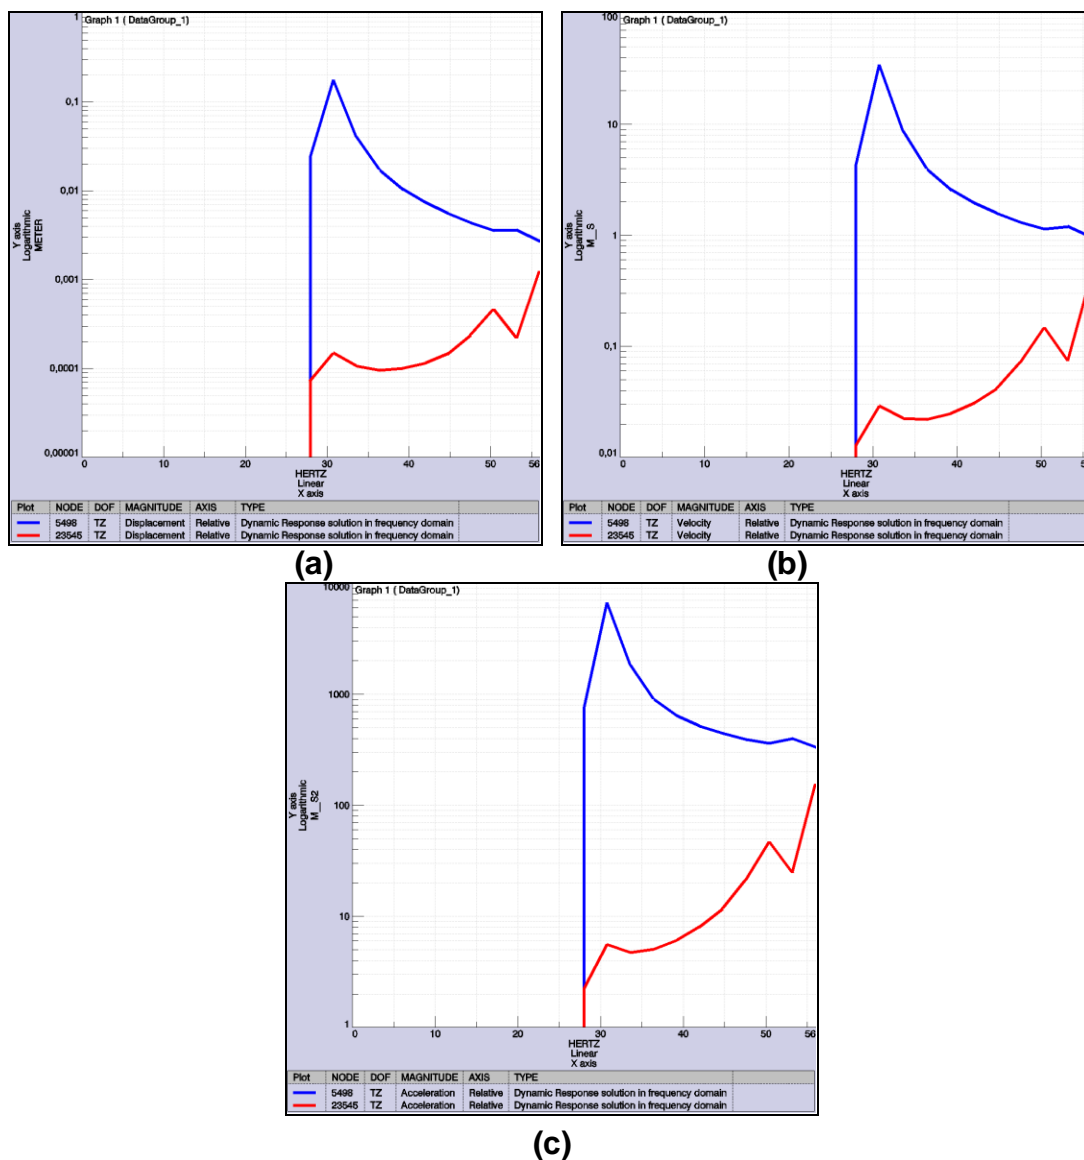 Graph 1 ( DataGroup_1)
1
0,1
0,01
0,001
0,0001
0,00001
Y axis
Logarithmic
METER
0 10 20 30 40 50 56
HERTZ
Linear
X axis
Plot NODE DOF MAGNITUDE AXIS TYPE
5498 TZ Displacement Relative Dynamic Response solution in frequency domain
23545 TZ Displacement Relative Dynamic Response solution in frequency domain
(a)
Graph 1 ( DataGroup_1)
100
10
1
0,1
0,01
Y axis
Logarithmic
M__S
0 10 20 30 40 50 5
HERTZ
Linear
X axis
Plot NODE DOF MAGNITUDE AXIS TYPE
5498 TZ Velocity Relative Dynamic Response solution in frequency domain
23545 TZ Velocity Relative Dynamic Response solution in frequency domain
(b)
Graph 1 ( DataGroup_1)
10000
1000
100
10
1
Y axis
Logarithmic
M__S2
0 10 20 30 40 50 56
HERTZ
Linear
X axis
Plot NODE DOF MAGNITUDE AXIS TYPE
5498 TZ Acceleration Relative Dynamic Response solution in frequency domain
23545 TZ Acceleration Relative Dynamic Response solution in frequency domain
(c)